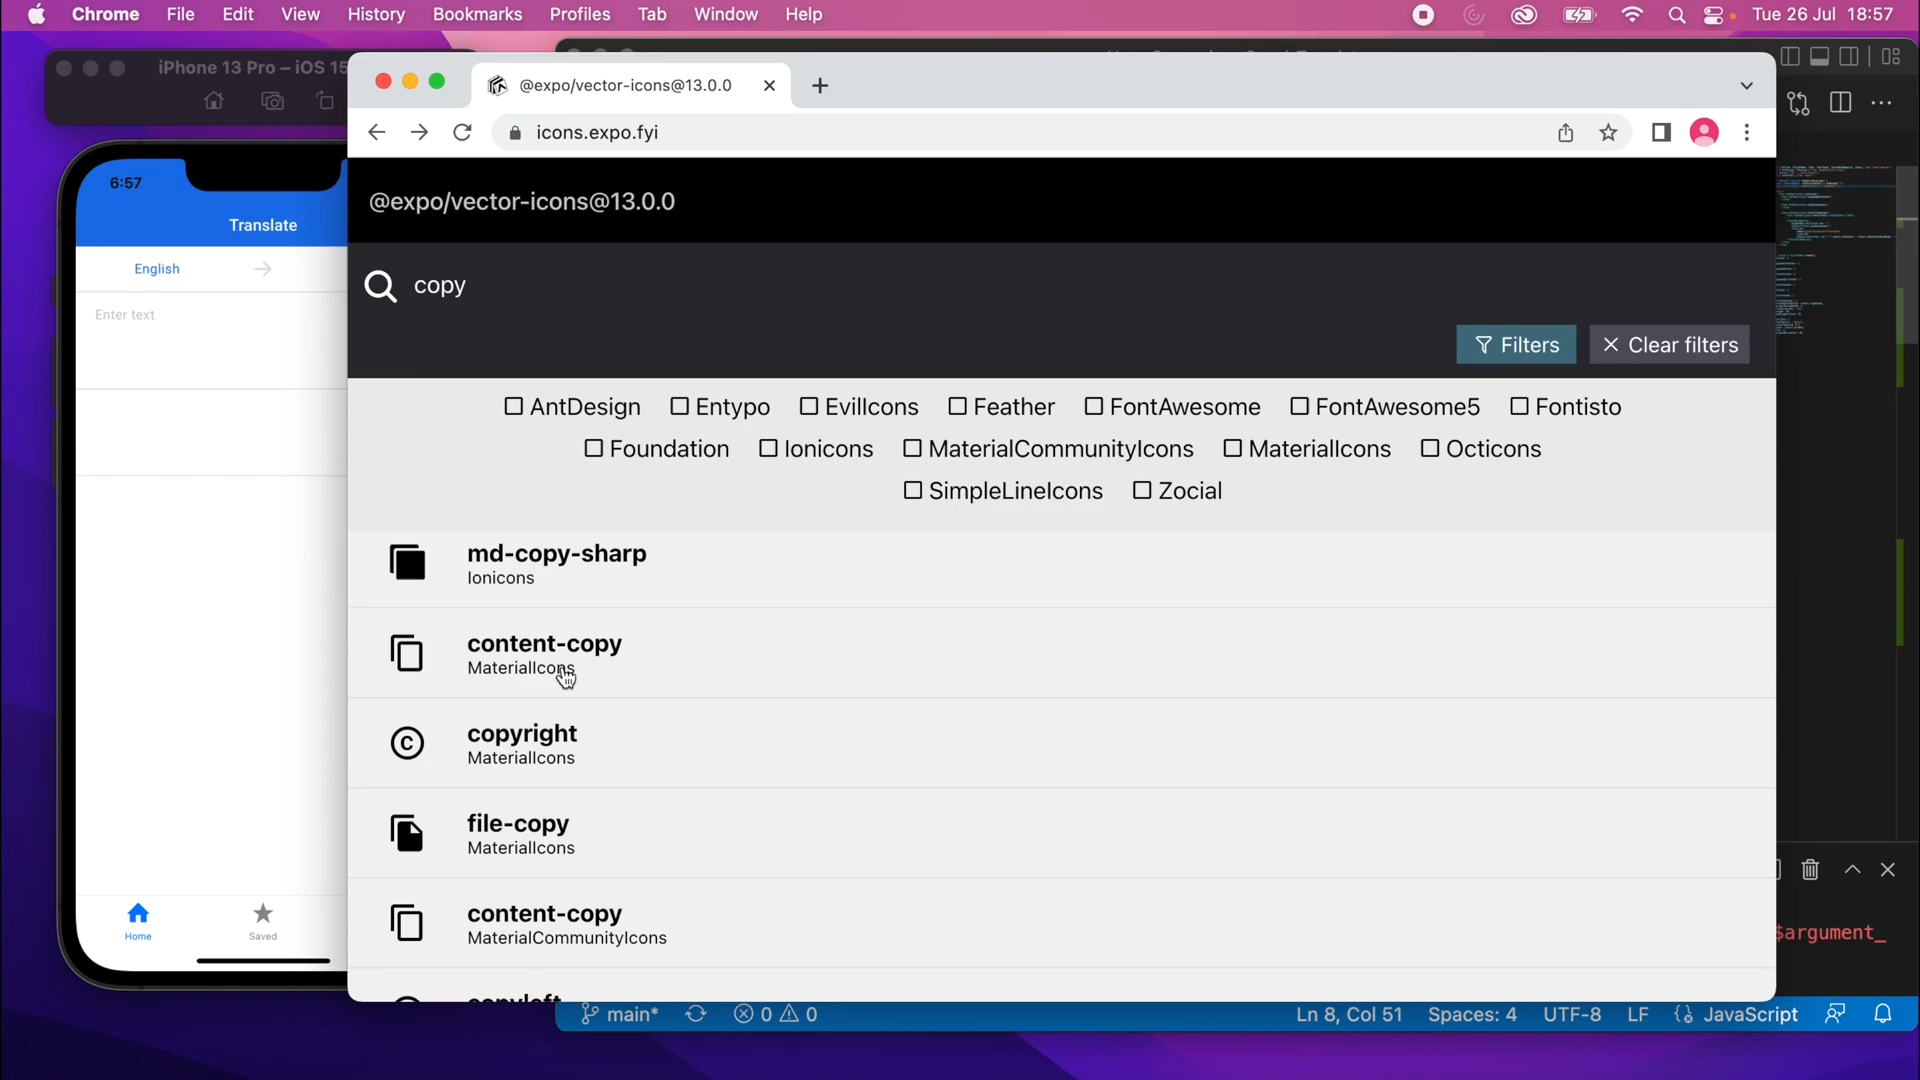 Chrome File Edit View History Bookmarks Profiles Tab Window Help Tue 26 Jul 18:57
iPhone 13 Pro – iOS 15
@expo/vector-icons@13.0.0
icons.expo.fyi
@expo/vector-icons@13.0.0
copy
Filters Clear filters
AntDesign Entypo EvilIcons Feather FontAwesome FontAwesome5 Fontisto
Foundation Ionicons MaterialCommunityIcons MaterialIcons Octicons
SimpleLineIcons Zocial
md-copy-sharp
Ionicons
content-copy
MaterialIcons
copyright
MaterialIcons
file-copy
MaterialIcons
content-copy
MaterialCommunityIcons
copyleft
6:57
Translate
English
Enter text
Home Saved
$argument_
main* 0 0 Ln 8, Col 51 Spaces: 4 UTF-8 LF JavaScript